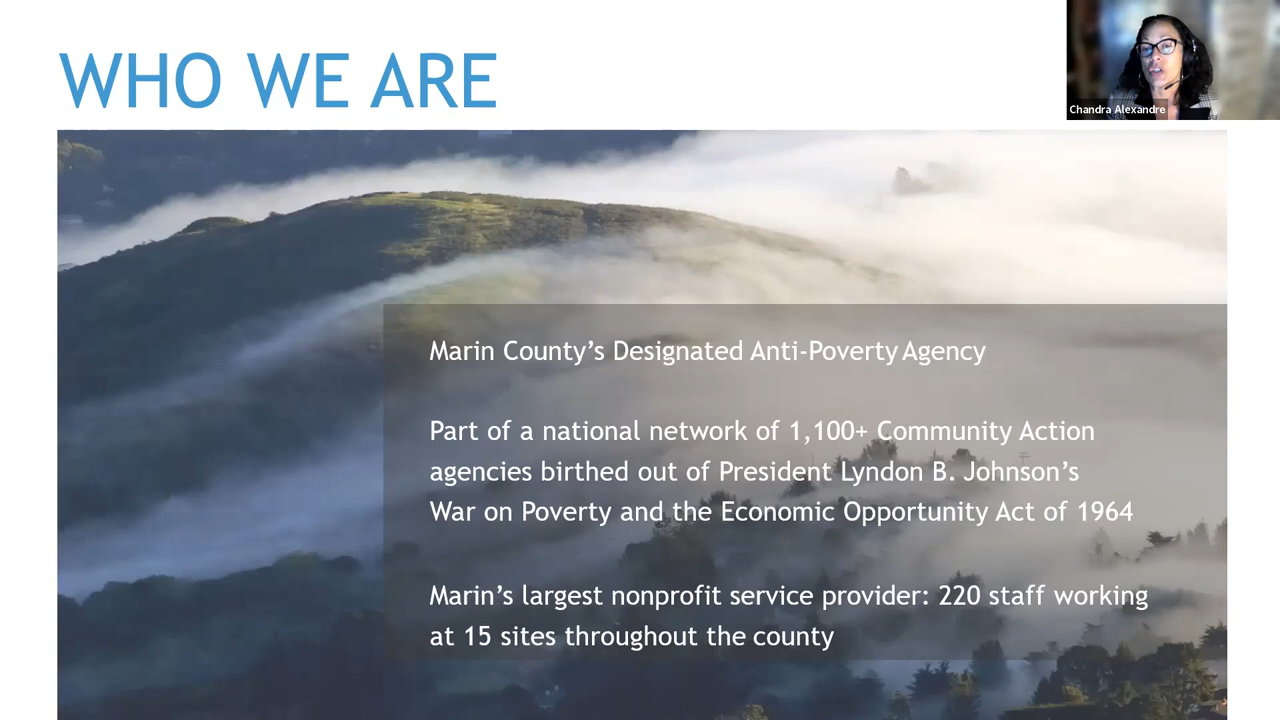 WHO WE ARE
Chandra Alexandre
Marin County’s Designated Anti-Poverty Agency
Part of a national network of 1,100+ Community Action
agencies birthed out of President Lyndon B. Johnson’s
War on Poverty and the Economic Opportunity Act of 1964
Marin’s largest nonprofit service provider: 220 staff working
at 15 sites throughout the county